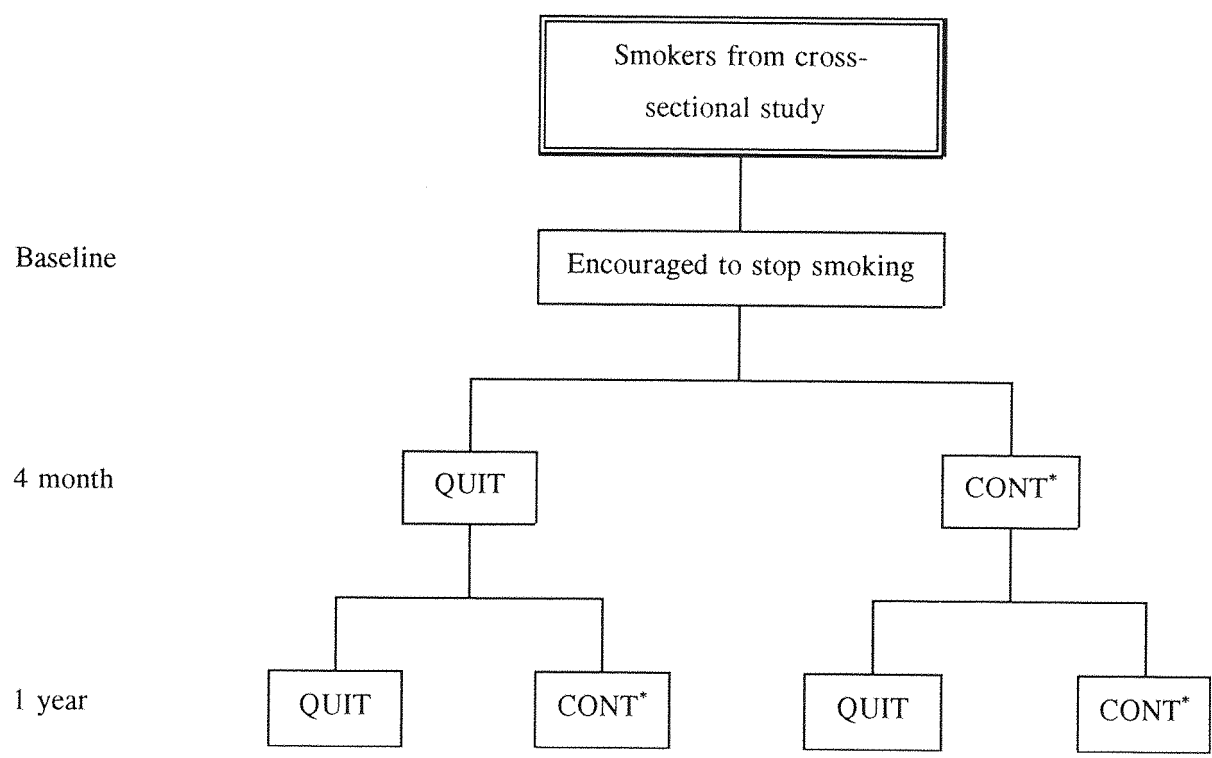 Smokers from cross-
sectional study
Baseline
Encouraged to stop smoking
4 month
QUIT
CONT*
1 year
QUIT
CONT*
QUIT
CONT*